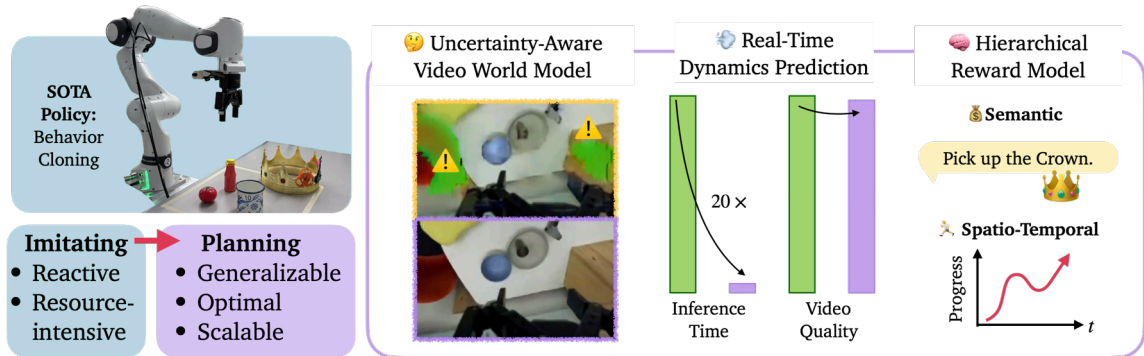 SOTA
Policy:
Behavior
Cloning
Imitating
• Reactive
• Resource-
intensive
Planning
• Generalizable
• Optimal
• Scalable
🤔 Uncertainty-Aware
Video World Model
💨 Real-Time
Dynamics Prediction
20 ×
Inference
Time
Video
Quality
🧠 Hierarchical
Reward Model
💰Semantic
Pick up the Crown.
🏃 Spatio-Temporal
Progress
t